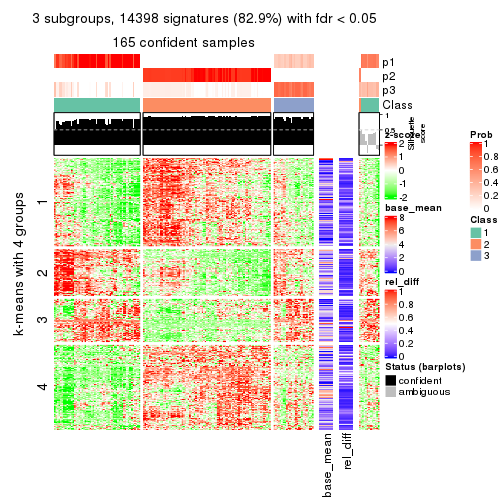 3 subgroups, 14398 signatures (82.9%) with fdr < 0.05
165 confident samples
p1
p2
p3
Class
1
0.5
Silhouette
score
k-means with 4 groups
1
2
3
4
base_mean
rel_diff
z-score
2
1
0
-1
-2
base_mean
8
6
4
2
0
rel_diff
1
0.8
0.6
0.4
0.2
0
Status (barplots)
confident
ambiguous
Prob
1
0.8
0.6
0.4
0.2
0
Class
1
2
3